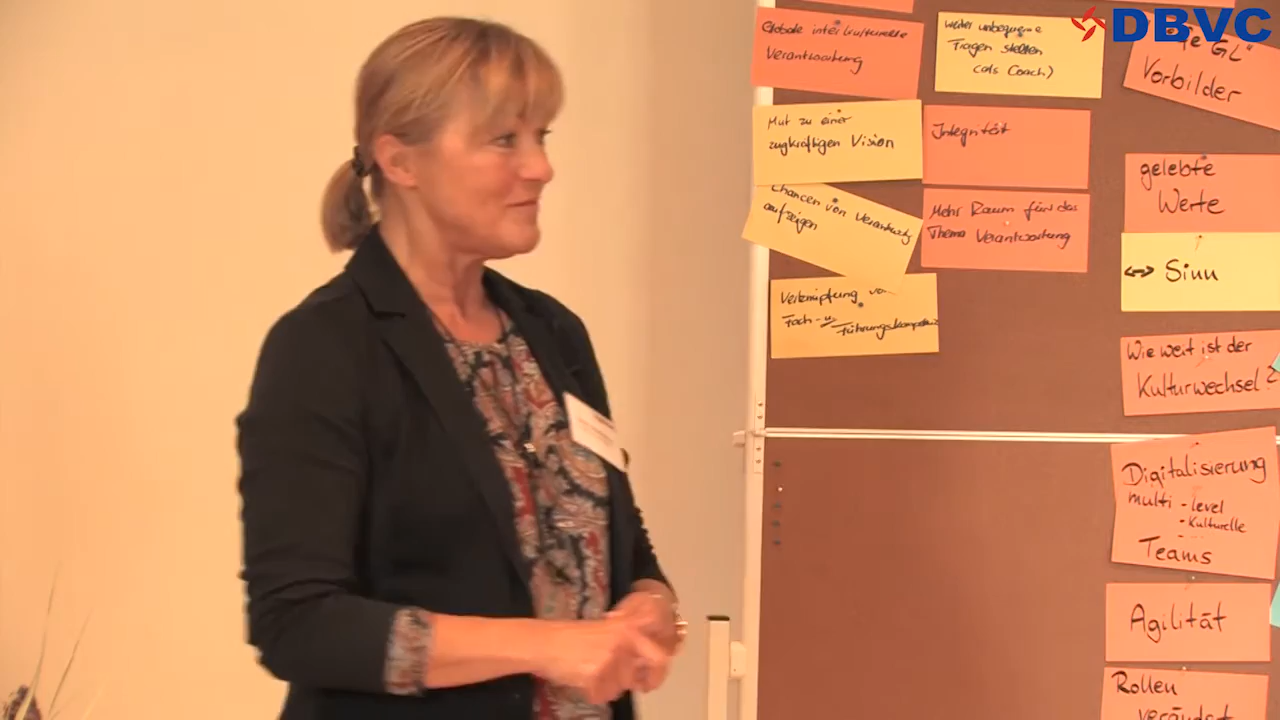 DBVC
Globale interkulturelle
Verantwortung
weiter unbequeme
Fragen stellen
(als Coach)
GL"
Vorbilder
Mut zu einer
zugkräftigen Vision
Integrität
gelebte
Werte
Chancen von Verantwortg
aufzeigen
Mehr Raum für das
Thema Verantwortung
↔ Sinn
Verknüpfung
Fach- u.
Führungskompetenz
Wie weit ist der
Kulturwechsel?
Digitalisierung
multi - level
- Kulturelle
Teams
Agilität
Rollen
verändert